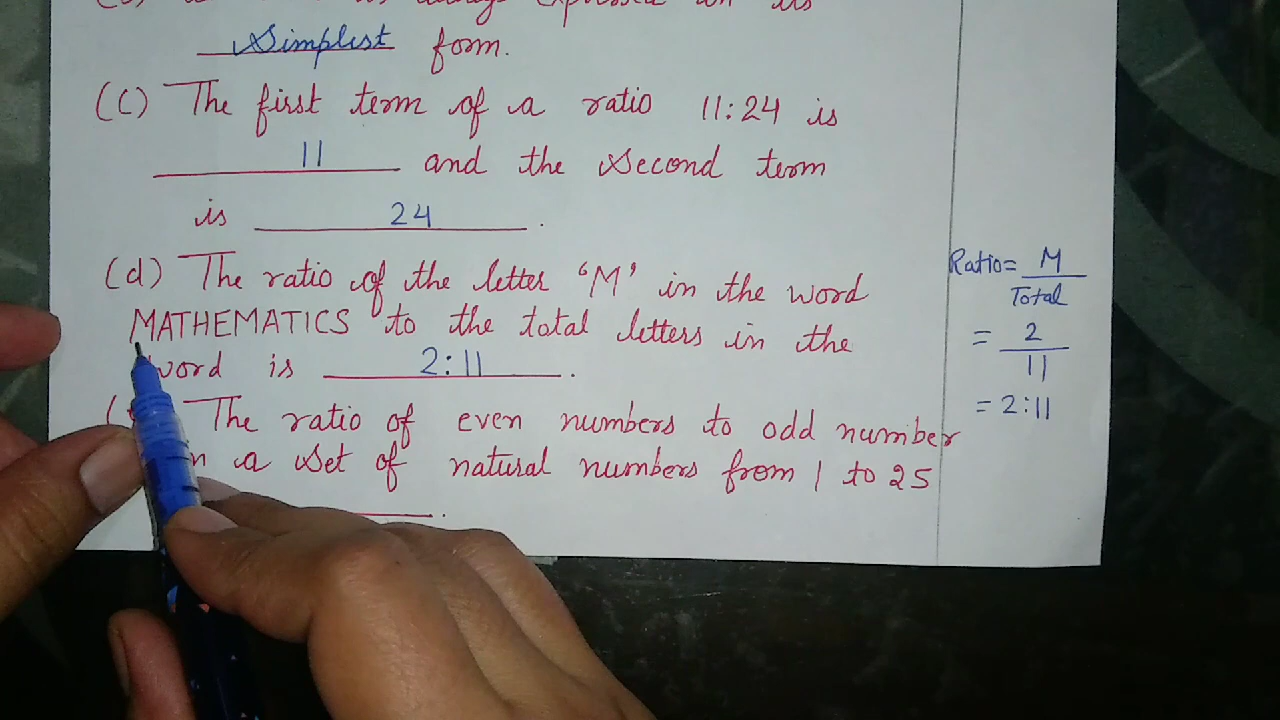 Simplest form.
(C) The first term of a ratio 11:24 is
11 and the second term
is 24.
(d) The ratio of the letter 'M' in the word
MATHEMATICS to the total letters in the
word is 2:11.
The ratio of even numbers to odd number
a set of natural numbers from 1 to 25
Ratio = M
Total
= 2
11
= 2:11